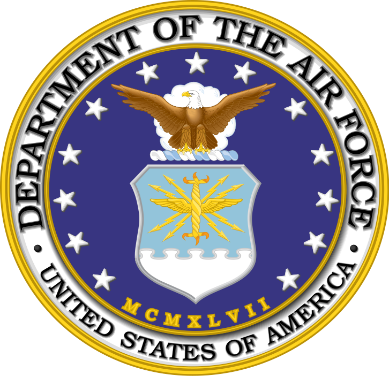 DEPARTMENT OF THE AIR FORCE
UNITED STATES OF AMERICA
MCMXLVII